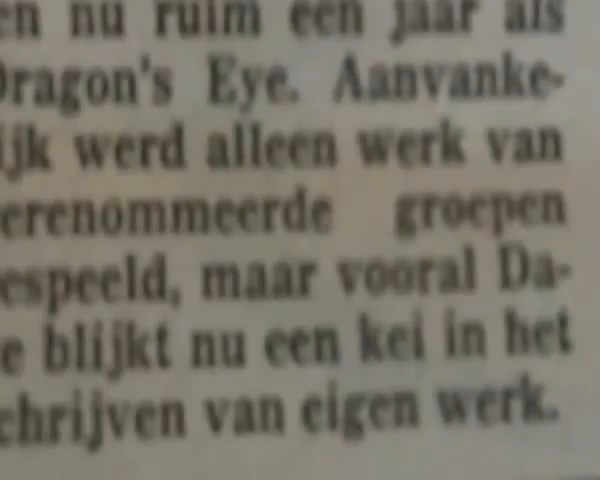 en nu ruim een jaar als
Dragon's Eye. Aanvanke-
ijk werd alleen werk van
erenommeerde groepen
espeeld, maar vooral Da-
e blijkt nu een kei in het
chrijven van eigen werk.